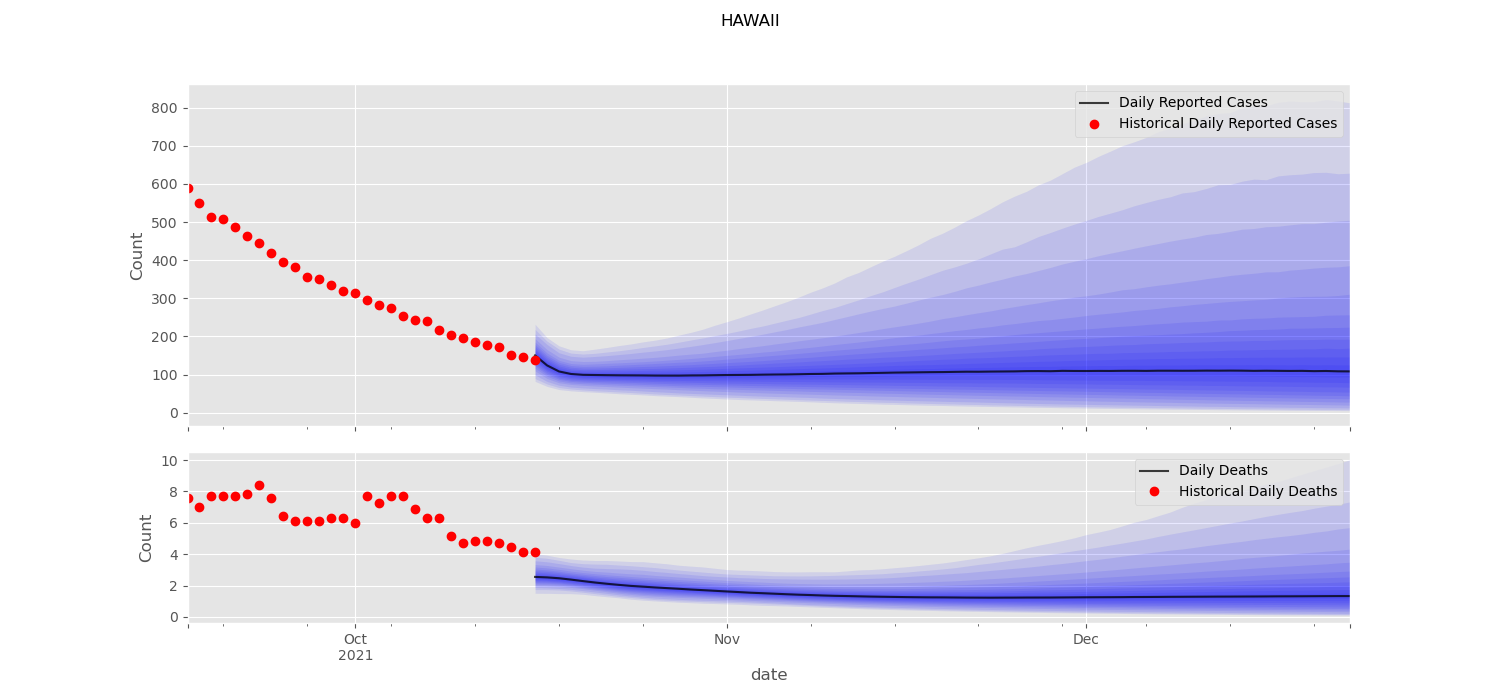 HAWAII
800
700
600
500
400
300
200
100
0
Count
Daily Reported Cases
Historical Daily Reported Cases
10
8
6
4
2
0
Count
Daily Deaths
Historical Daily Deaths
Oct
2021
Nov
Dec
date